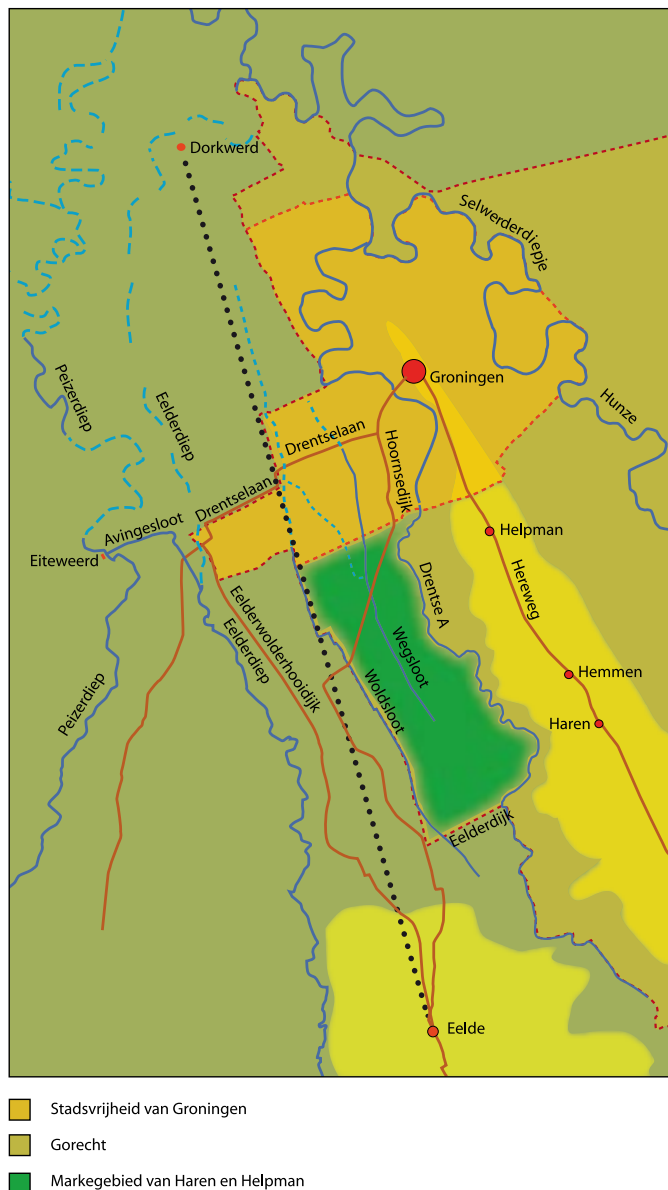 Dorkwerd
Selwerderdiepje
Groningen
Hunze
Peizerdiep
Eelderdiep
Drentselaan
Hoornsedijk
Drentselaan
Avingesloot
Eiteweerd
Helpman
Hereweg
Drentse A
Eelderwolderhooidijk
Eelderdiep
Wegsloot
Woldsloot
Hemmen
Haren
Peizerdiep
Eelderdijk
Eelde
Stadsvrijheid van Groningen
Gorecht
Markegebied van Haren en Helpman